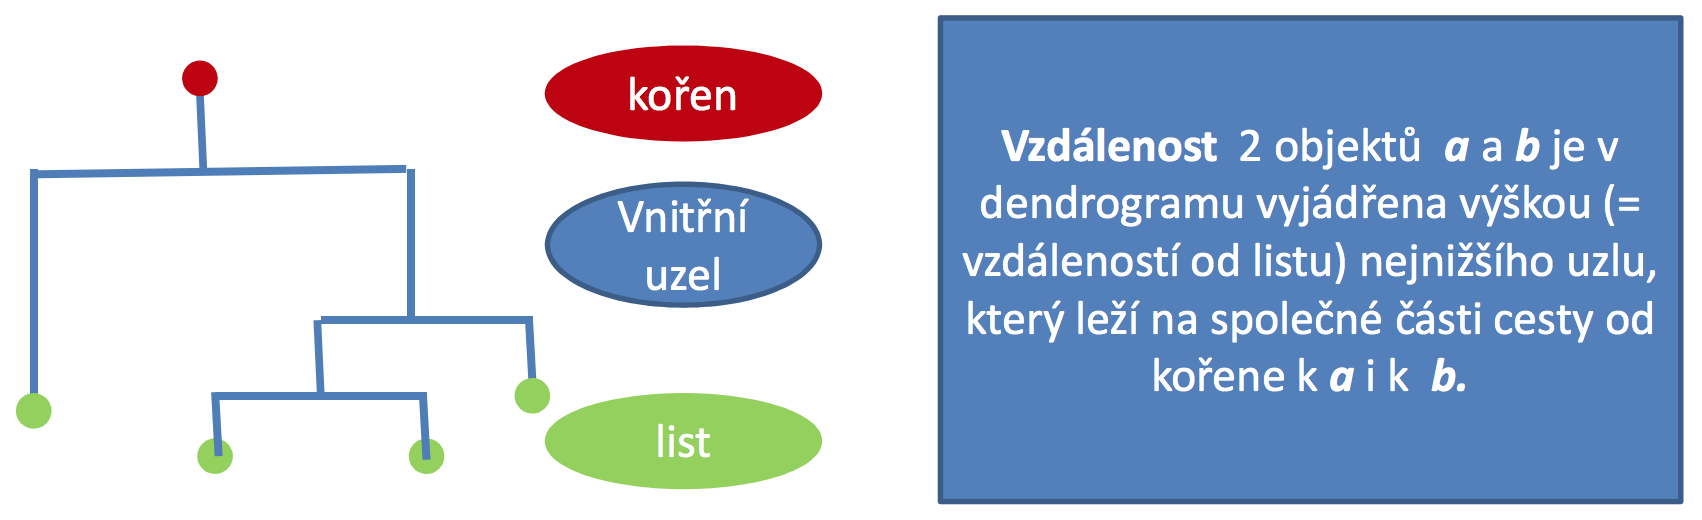 kořen
Vnitřní
uzel
list
Vzdálenost 2 objektů a a b je v
dendrogramu vyjádřena výškou (=
vzdáleností od listu) nejnižšího uzlu,
který leží na společné části cesty od
kořene k a i k b.